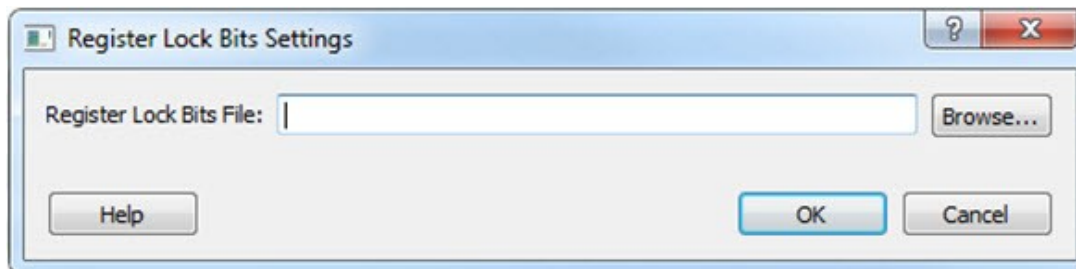 Register Lock Bits Settings
Register Lock Bits File: Browse...
Help OK Cancel